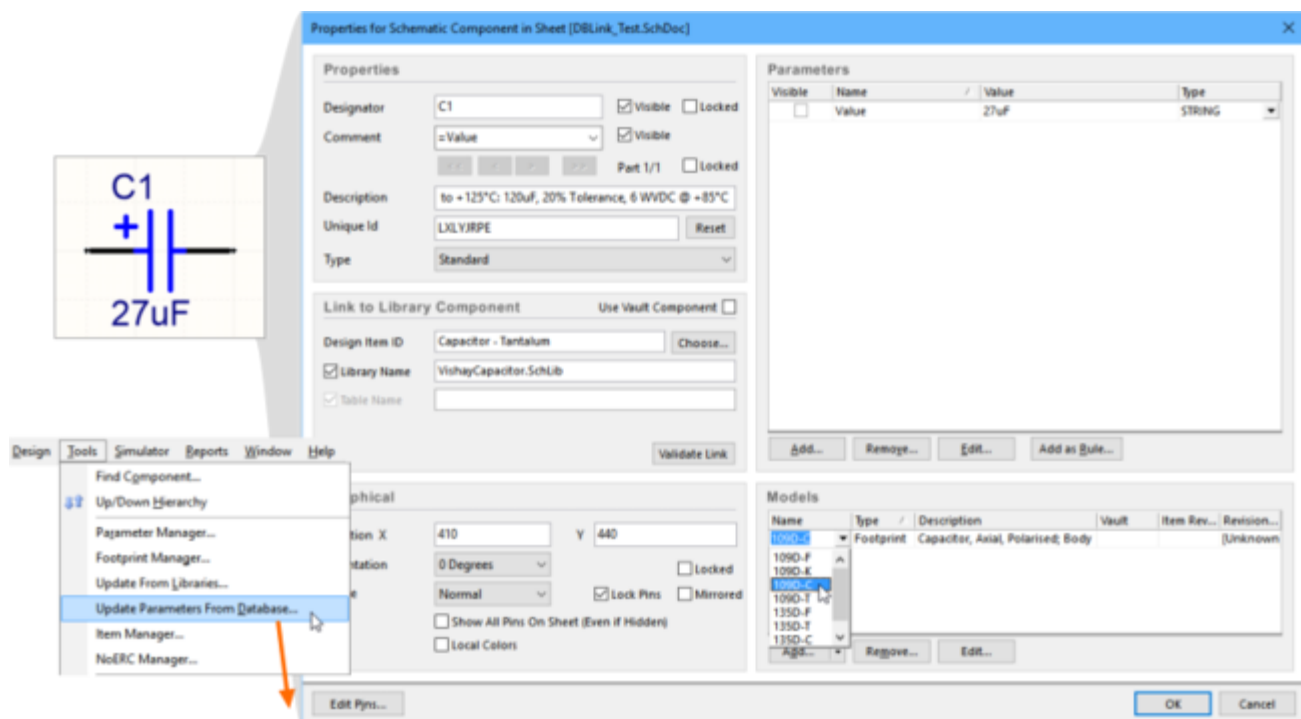 Properties for Schematic Component in Sheet [DBLink_Test.SchDoc]
Properties
Designator C1 Visible Locked
Comment =Value Visible
<< < > >> Part 1/1 Locked
Description to +125°C: 120uF, 20% Tolerance, 6 WVDC @ +85°C
Unique Id LXLYJRPE Reset
Type Standard
Link to Library Component Use Vault Component
Design Item ID Capacitor - Tantalum Choose...
Library Name VishayCapacitor.SchLib
Table Name
Validate Link
phical
tion X 410 Y 440
ntation 0 Degrees Locked
e Normal Lock Pins Mirrored
Show All Pins On Sheet (Even if Hidden)
Local Colors
Edit Pins...
Parameters
Visible Name / Value Type
Value 27uF STRING
Add... Remove... Edit... Add as Rule...
Models
Name Type / Description Vault Item Rev... Revision...
109D-C Footprint Capacitor, Axial, Polarised; Body [Unknown
109D-F
109D-K
109D-C
109D-T
135D-F
135D-T
135D-C
Add... Remove... Edit...
OK Cancel
C1
+
27uF
Design Tools Simulator Reports Window Help
Find Component...
Up/Down Hierarchy
Parameter Manager...
Footprint Manager...
Update From Libraries...
Update Parameters From Database...
Item Manager...
NoERC Manager...